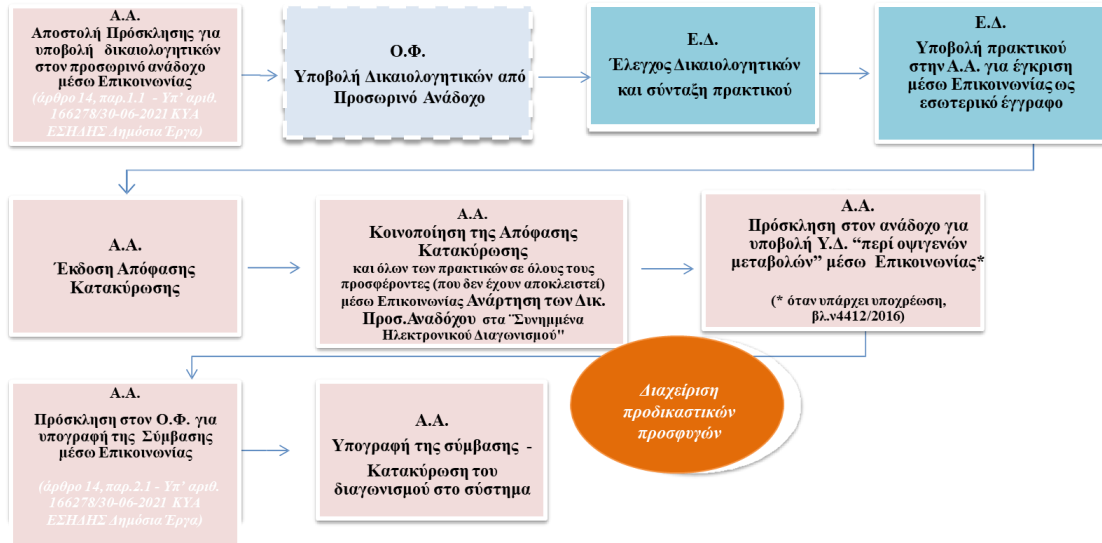 Α.Α.
Αποστολή Πρόσκλησης για
υποβολή δικαιολογητικών
στον προσωρινό ανάδοχο
μέσω Επικοινωνίας
(άρθρο 14, παρ.1.1 - Υπ’ αριθ.
166278/30-06-2021 ΚΥΑ
ΕΣΗΔΗΣ Δημόσια Έργα)
Ο.Φ.
Υποβολή Δικαιολογητικών από
Προσωρινό Ανάδοχο
Ε.Δ.
Έλεγχος Δικαιολογητικών
και σύνταξη πρακτικού
Ε.Δ.
Υποβολή πρακτικού
στην Α.Α. για έγκριση
μέσω Επικοινωνίας ως
εσωτερικό έγγραφο
Α.Α.
Έκδοση Απόφασης
Κατακύρωσης
Α.Α.
Κοινοποίηση της Απόφασης
Κατακύρωσης
και όλων των πρακτικών σε όλους τους
προσφέροντες (που δεν έχουν αποκλειστεί)
μέσω Επικοινωνίας Ανάρτηση των Δικ.
Προσ.Αναδόχου στα "Συνημμένα
Ηλεκτρονικού Διαγωνισμού"
Α.Α.
Πρόσκληση στον ανάδοχο για
υποβολή Υ.Δ. “περί οψιγενών
μεταβολών” μέσω Επικοινωνίας*
(* όταν υπάρχει υποχρέωση,
βλ.ν4412/2016)
Α.Α.
Πρόσκληση στον Ο.Φ. για
υπογραφή της Σύμβασης
μέσω Επικοινωνίας
(άρθρο 14, παρ.2.1 - Υπ’ αριθ.
166278/30-06-2021 ΚΥΑ
ΕΣΗΔΗΣ Δημόσια Έργα)
Α.Α.
Υπογραφή της σύμβασης -
Κατακύρωση του
διαγωνισμού στο σύστημα
Διαχείριση
προδικαστικών
προσφυγών